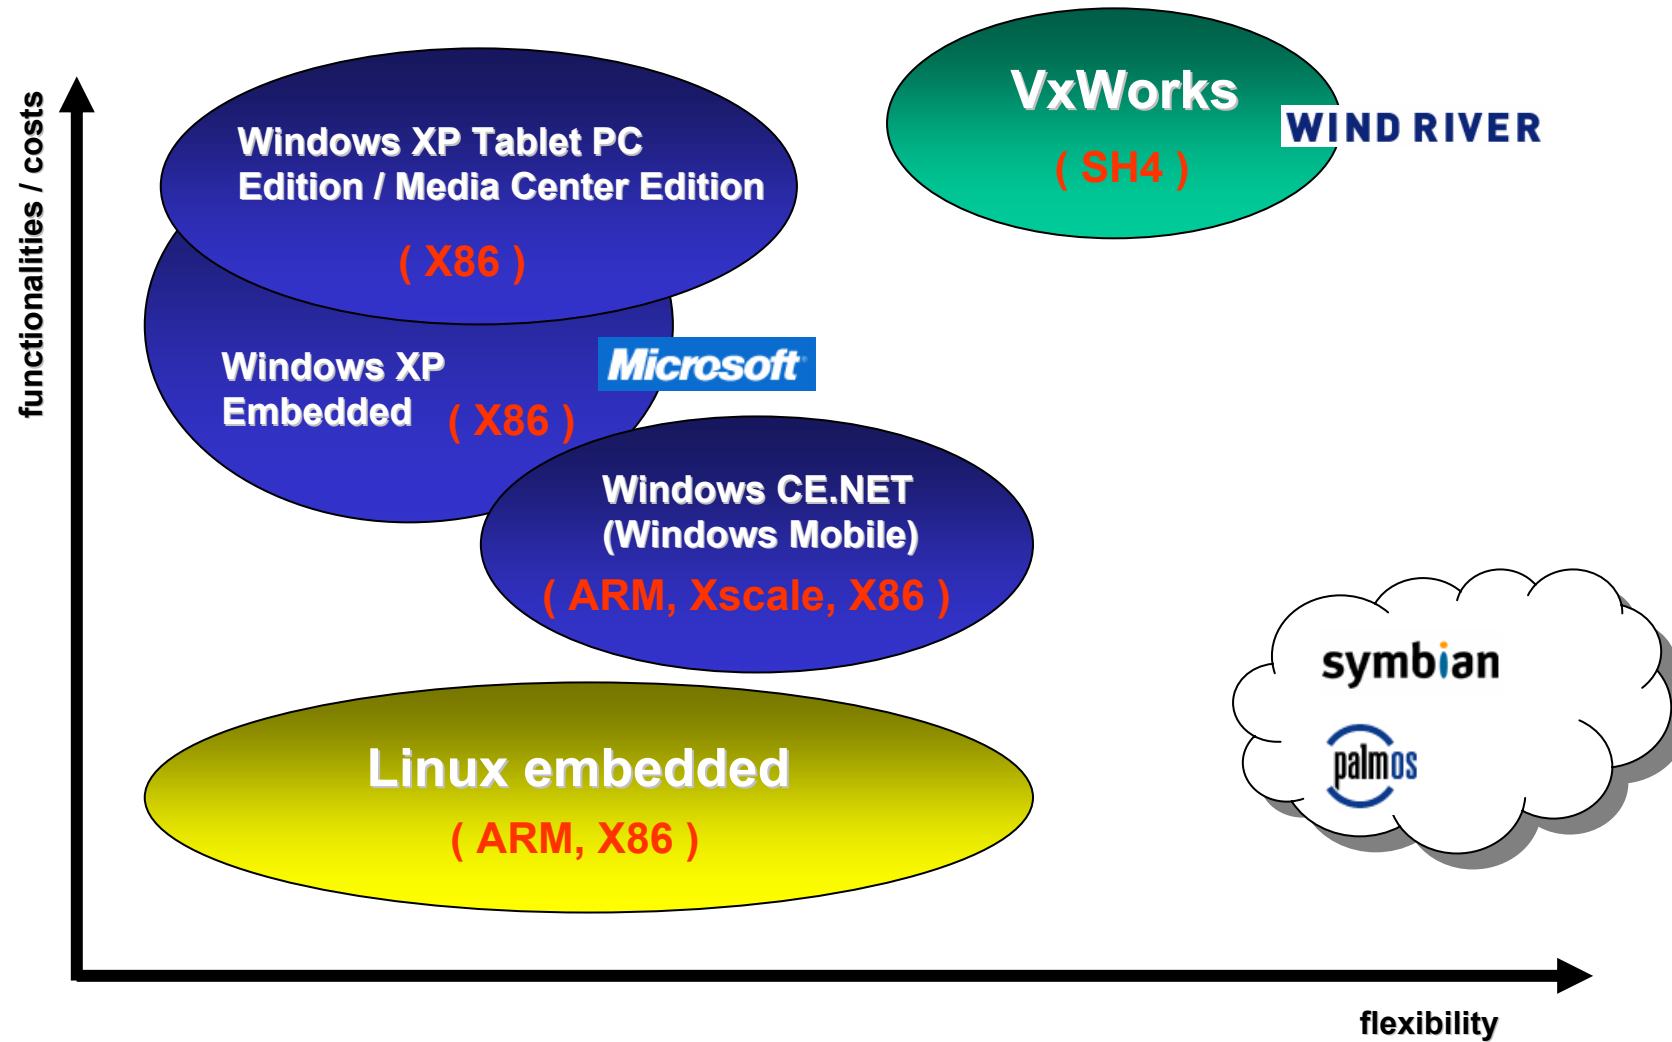 functionalities / costs
Windows XP Tablet PC
Edition / Media Center Edition
( X86 )
VxWorks
( SH4 )
WIND RIVER
Windows XP
Embedded
( X86 )
Microsoft
Windows CE.NET
(Windows Mobile)
( ARM, Xscale, X86 )
symbian
palmos
Linux embedded
( ARM, X86 )
flexibility